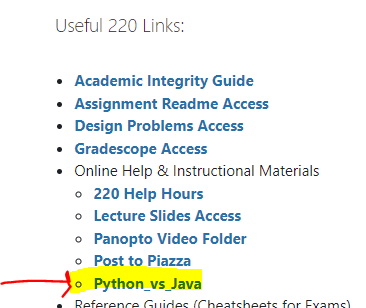 Useful 220 Links:
Academic Integrity Guide
Assignment Readme Access
Design Problems Access
Gradescope Access
Online Help & Instructional Materials
220 Help Hours
Lecture Slides Access
Panopto Video Folder
Post to Piazza
Python_vs_Java
Reference Guides (Cheatsheets for Exams)